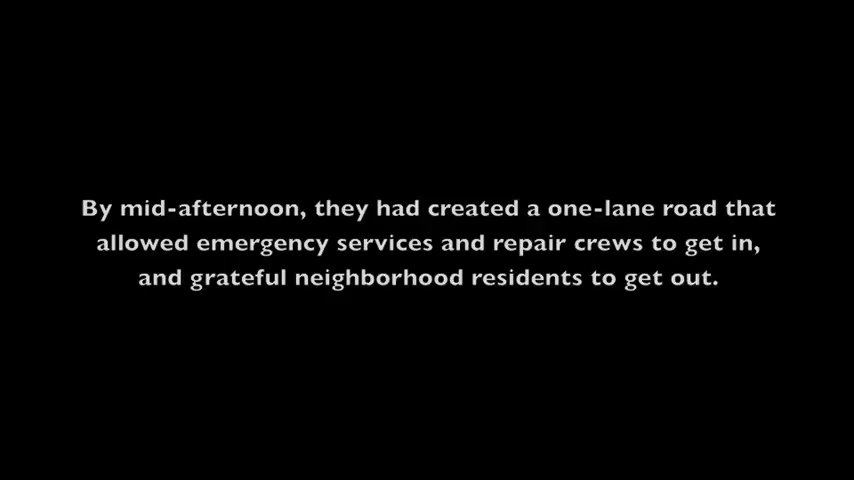 By mid-afternoon, they had created a one-lane road that
allowed emergency services and repair crews to get in,
and grateful neighborhood residents to get out.